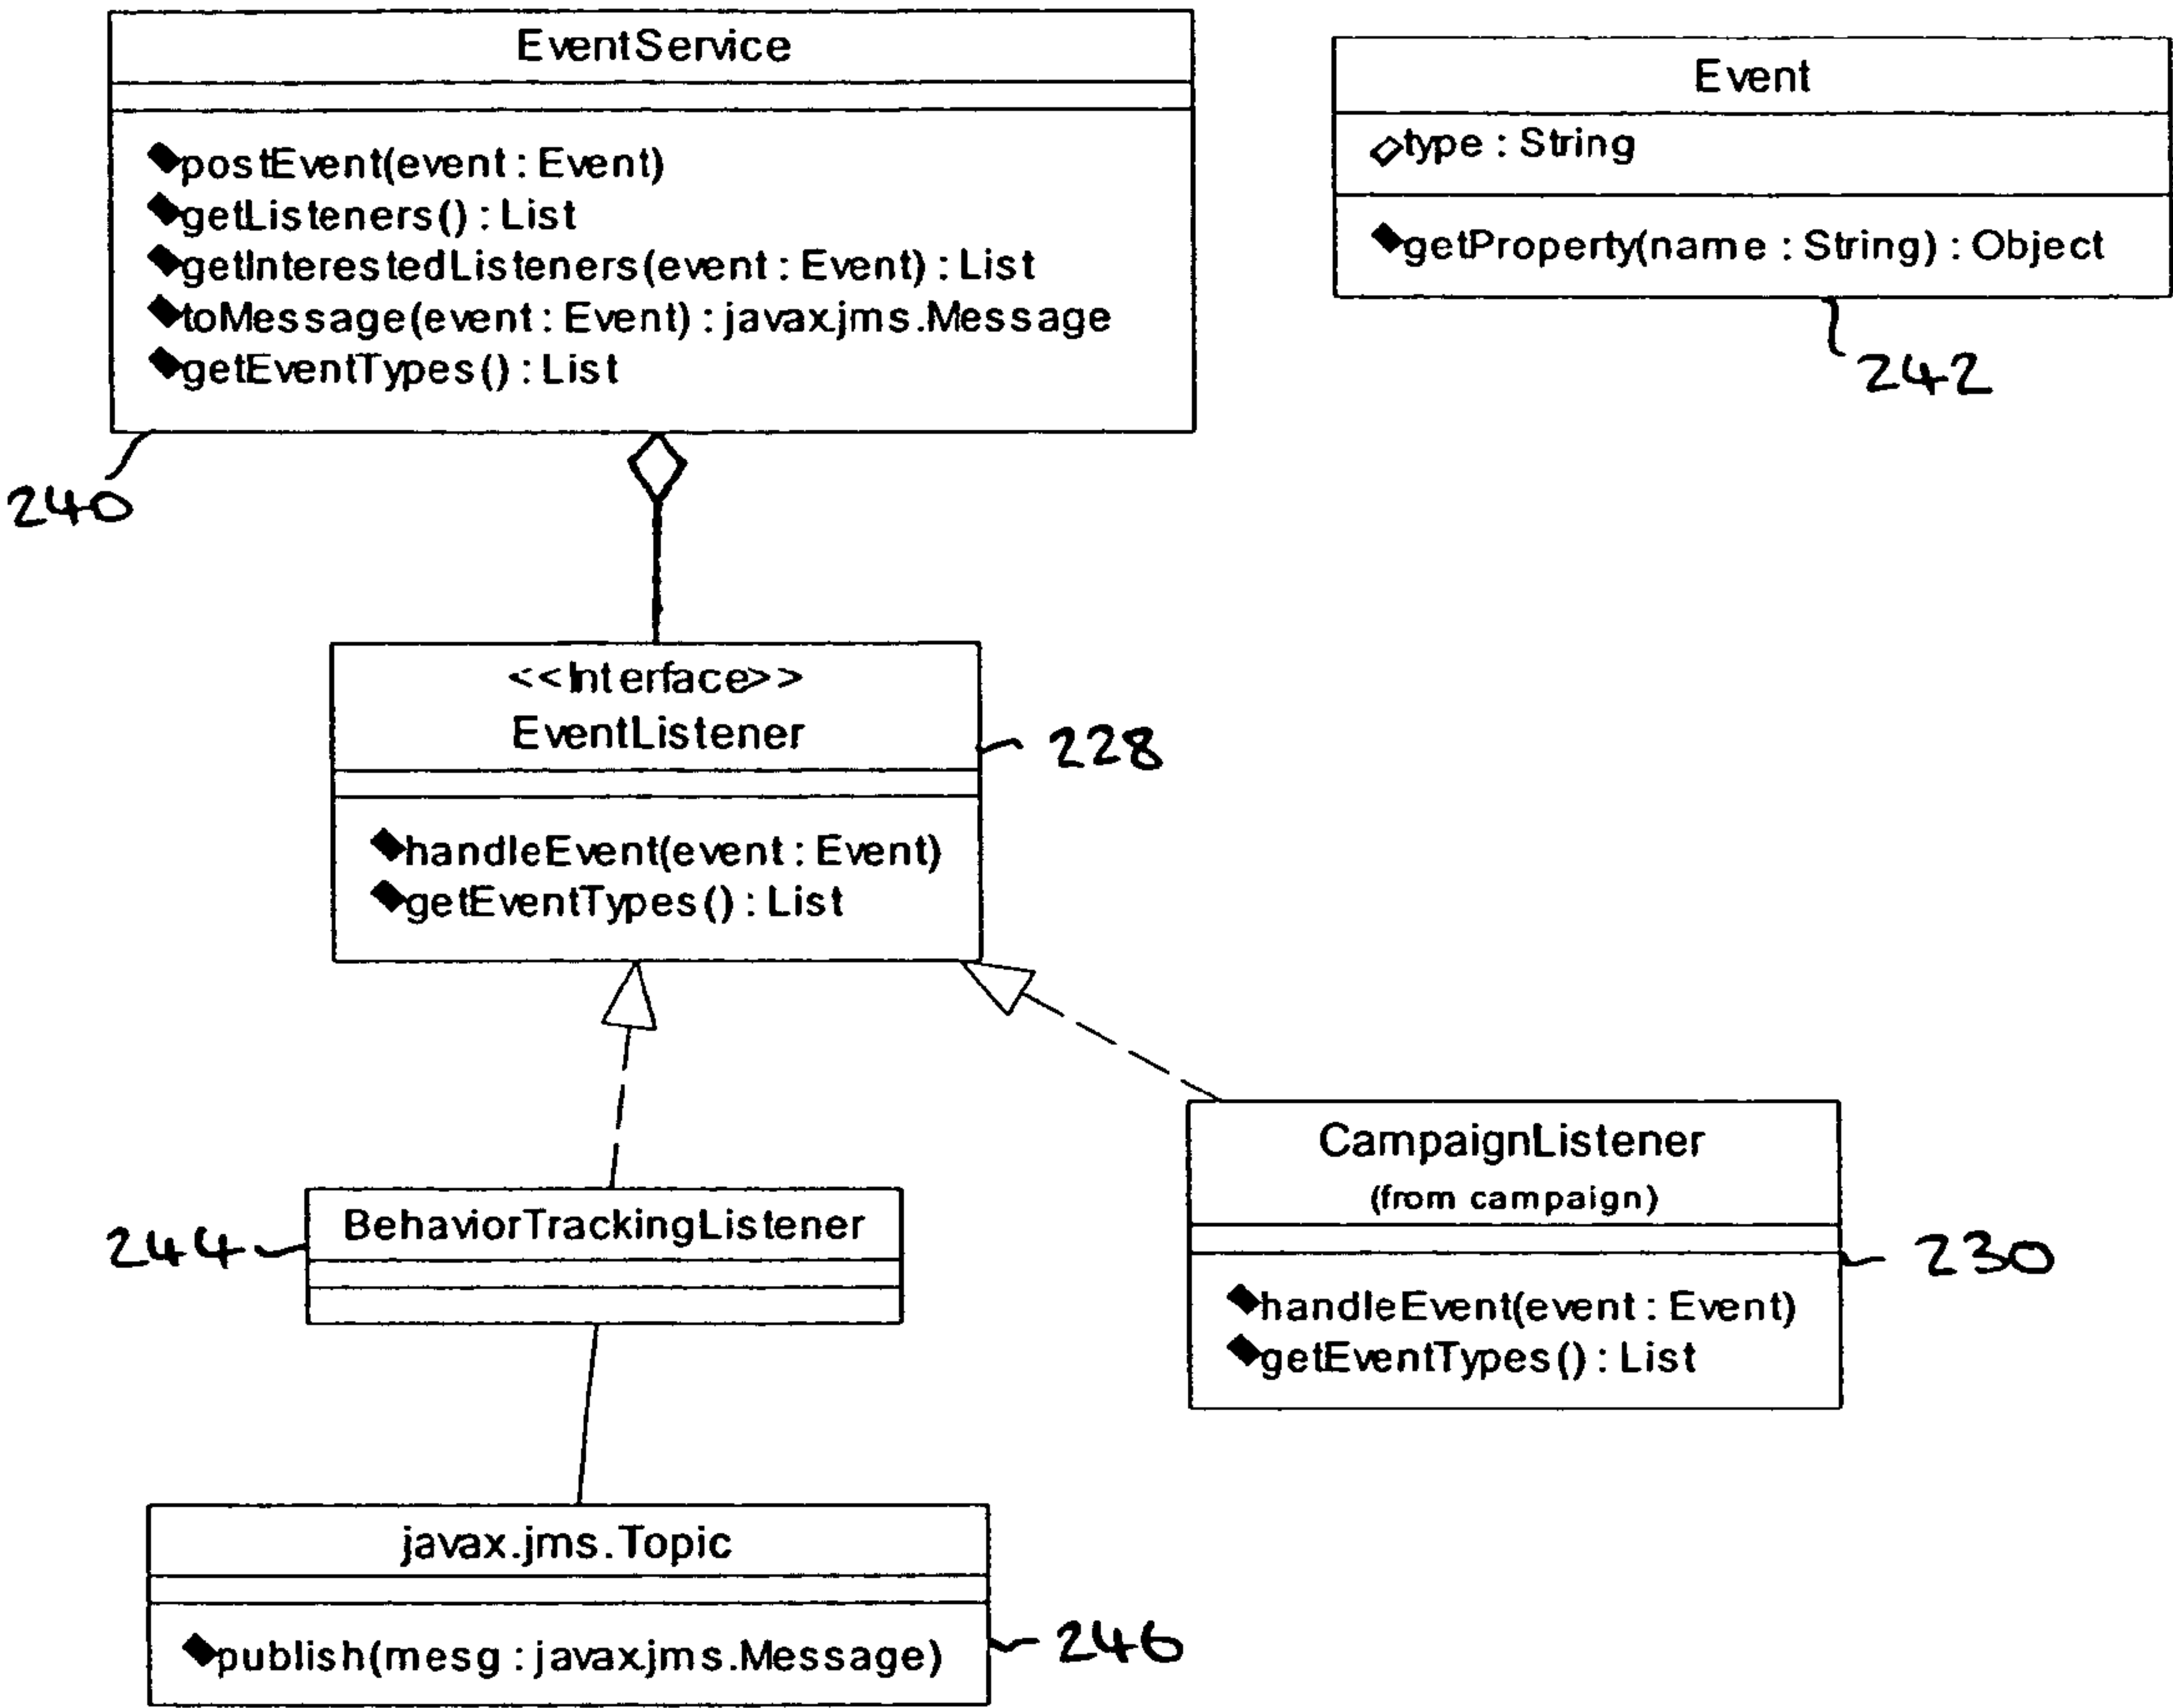 EventService
postEvent(event : Event)
getListeners() : List
getInterestedListeners(event : Event) : List
toMessage(event : Event) : javax.jms.Message
getEventTypes() : List
240
Event
type : String
getProperty(name : String) : Object
242
<<Interface>>
EventListener
228
handleEvent(event : Event)
getEventTypes() : List
BehaviorTrackingListener
244
CampaignListener
(from campaign)
230
handleEvent(event : Event)
getEventTypes() : List
javax.jms.Topic
publish(mesg : javax.jms.Message)
246